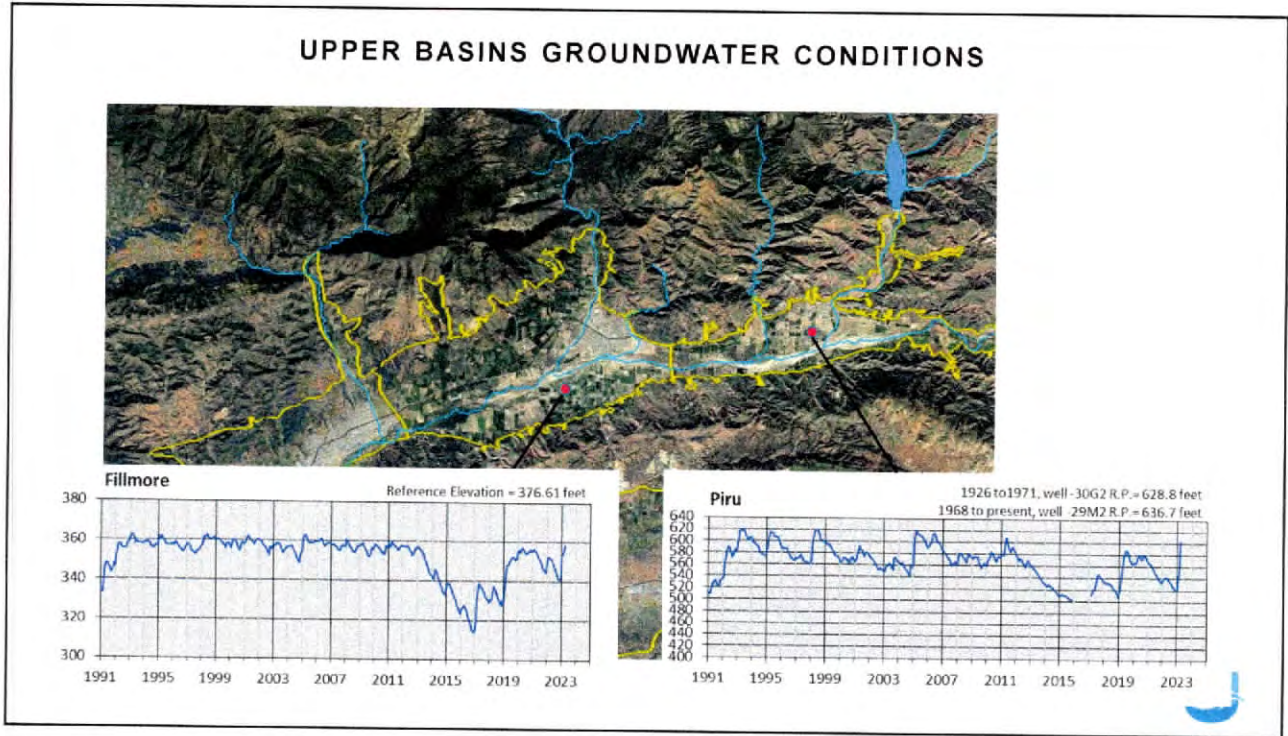 UPPER BASINS GROUNDWATER CONDITIONS
Fillmore
Reference Elevation = 376.61 feet
380
360
340
320
300
1991 1995 1999 2003 2007 2011 2015 2019 2023
Piru
1926 to1971, well -30G2 R.P.= 628.8 feet
1968 to present, well -29M2 R.P.= 636.7 feet
640
620
600
580
560
540
520
500
480
460
440
420
400
1991 1995 1999 2003 2007 2011 2015 2019 2023